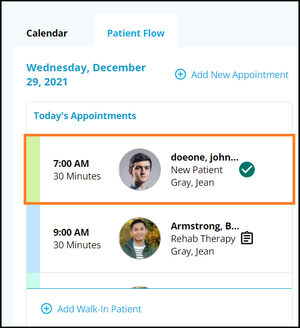 Calendar
Patient Flow
Wednesday, December
29, 2021
Add New Appointment
Today's Appointments
7:00 AM
30 Minutes
doeone, john...
New Patient
Gray, Jean
9:00 AM
30 Minutes
Armstrong, B...
Rehab Therapy
Gray, Jean
Add Walk-In Patient